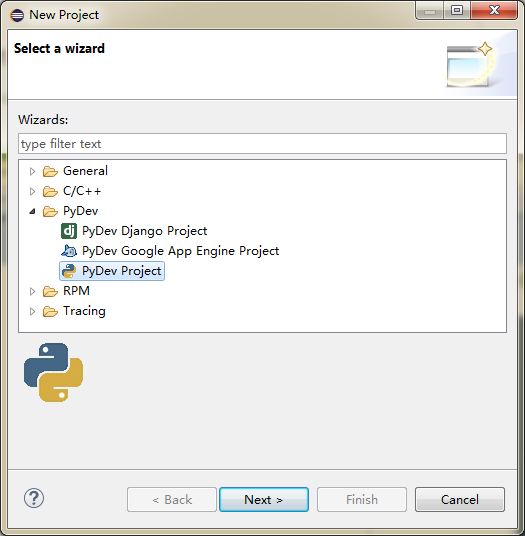 New Project
Select a wizard
Wizards:
type filter text
General
C/C++
PyDev
dj PyDev Django Project
PyDev Google App Engine Project
PyDev Project
RPM
Tracing
? < Back Next > Finish Cancel